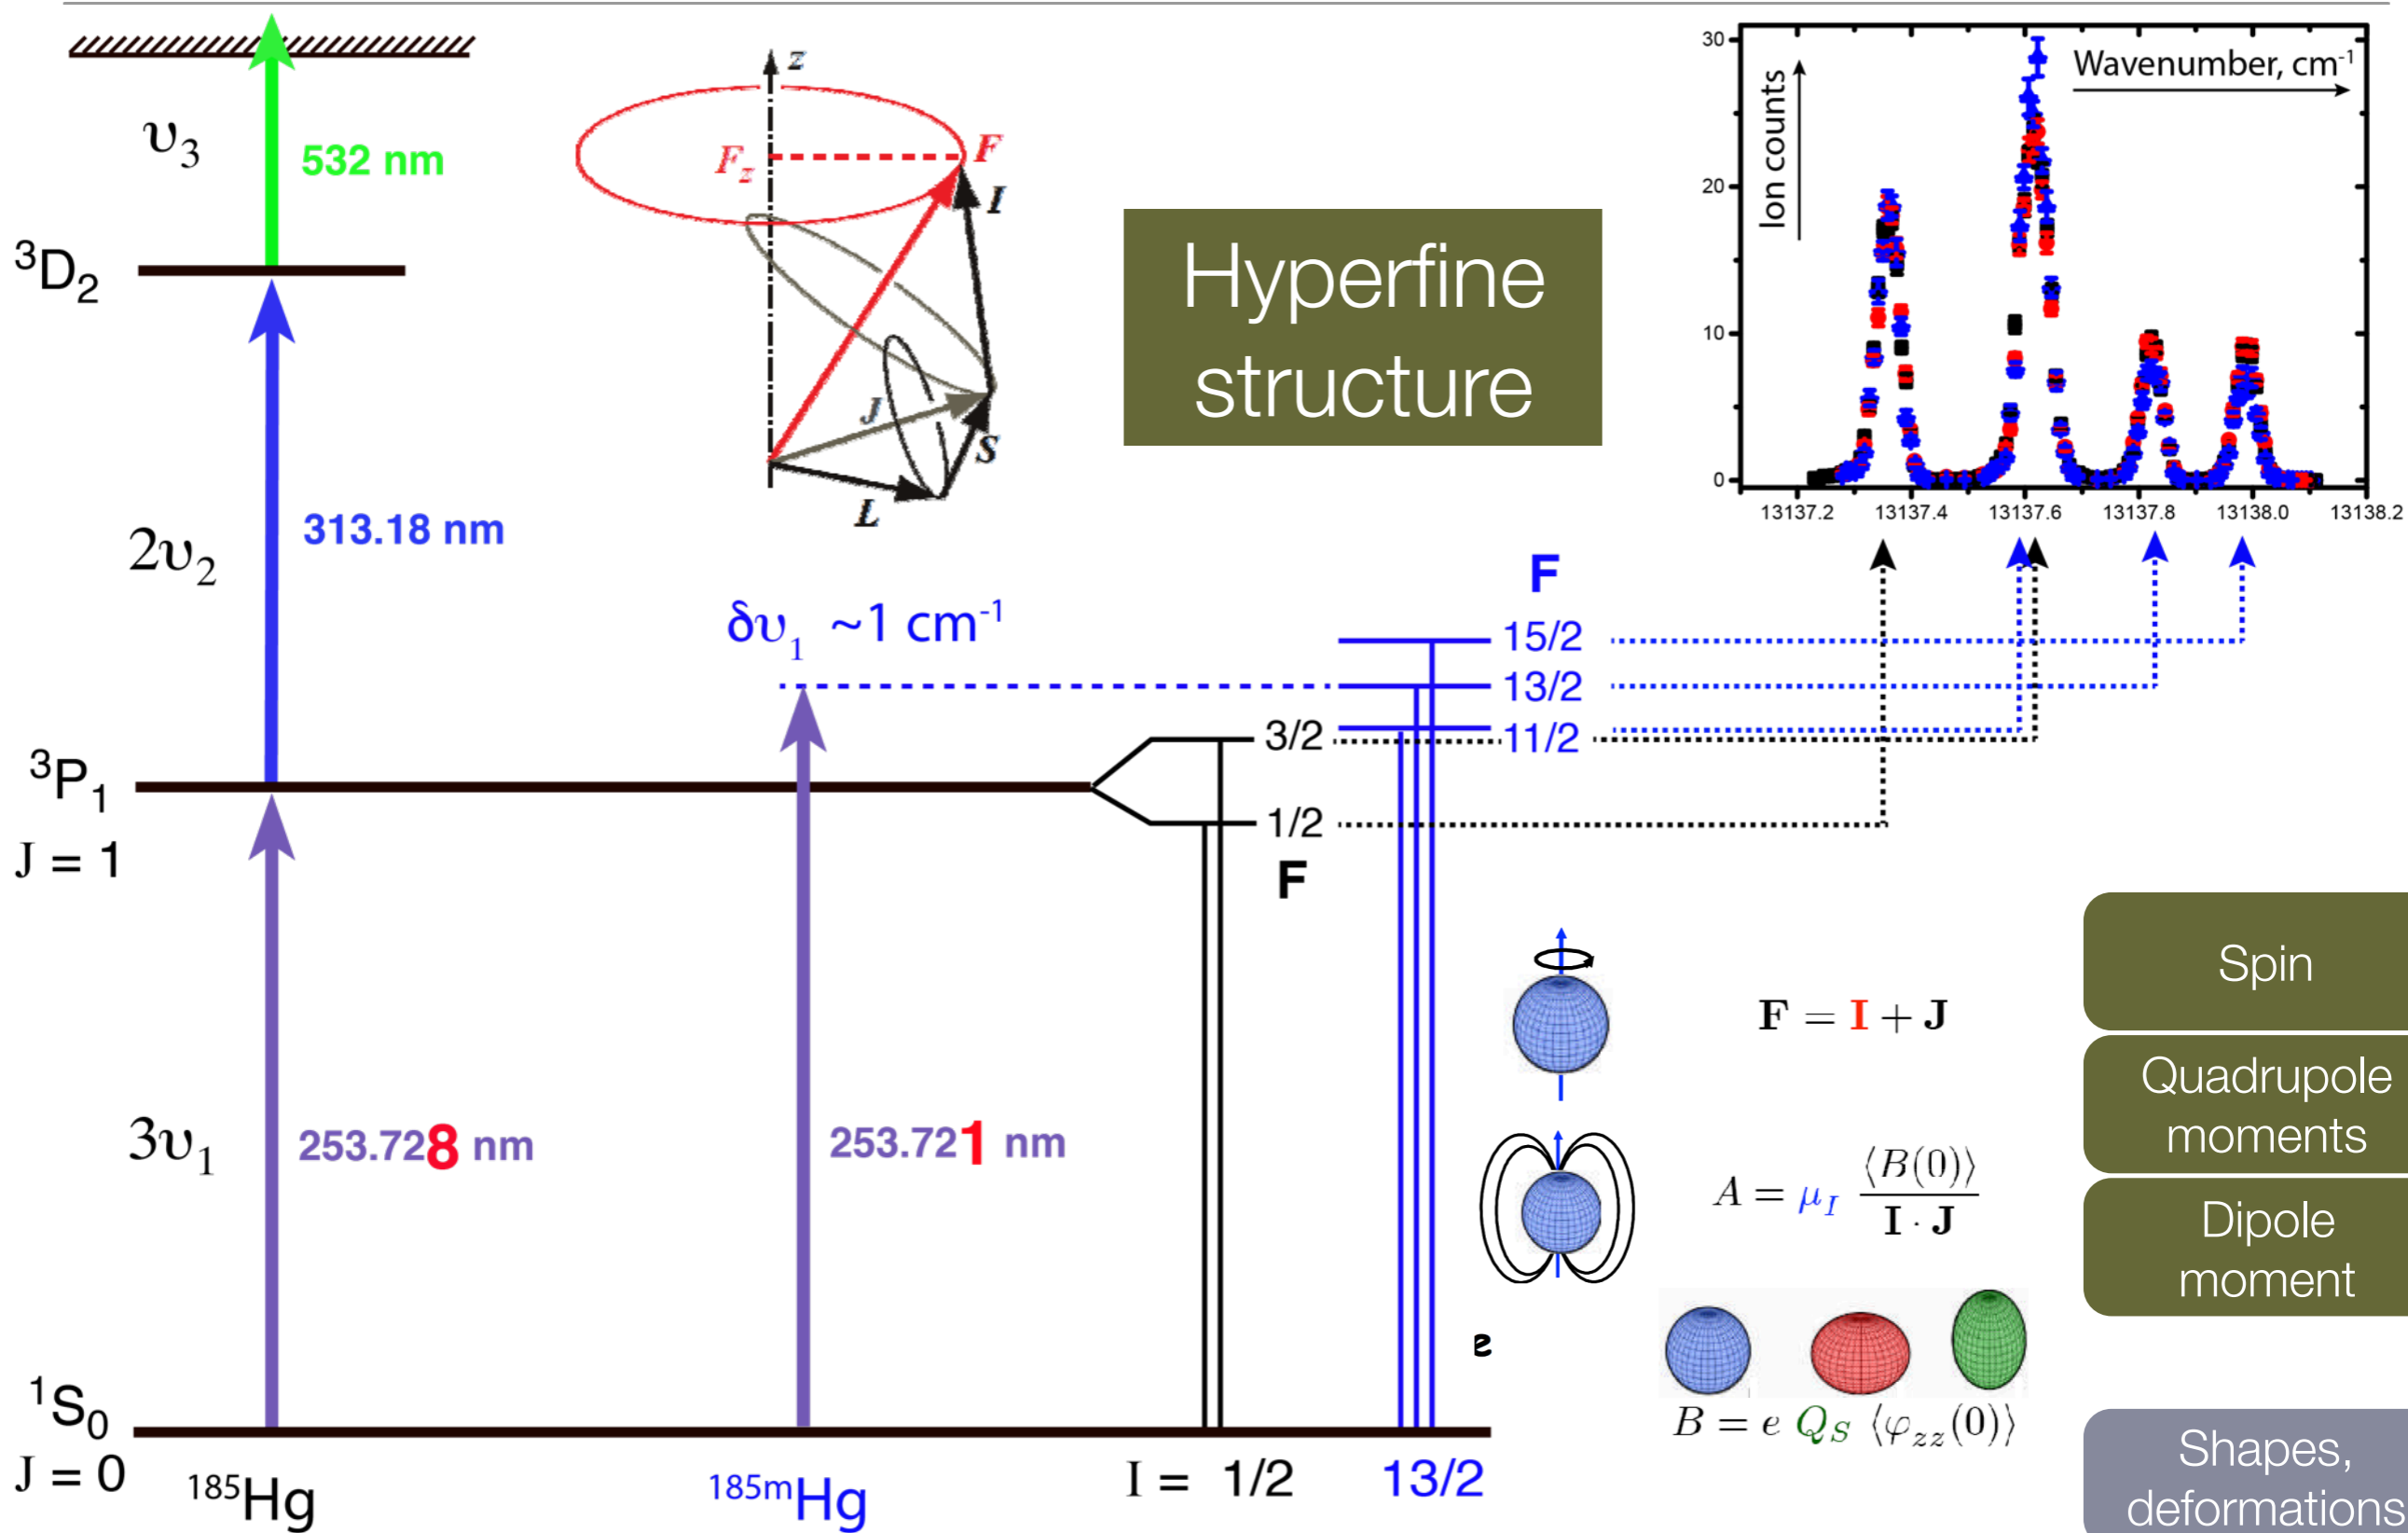 υ3
532 nm
3D2
2υ2
313.18 nm
3P1
J = 1
3υ1
253.728 nm
253.721 nm
1S0
J = 0
185Hg
185mHg
I = 1/2 13/2
z
Fz
F
I
J
S
L
Hyperfine
structure
30
20
10
0
Ion counts
Wavenumber, cm-1
13137.2 13137.4 13137.6 13137.8 13138.0 13138.2
δυ1 ~1 cm-1
F
15/2
13/2
11/2
3/2
1/2
F
F = I + J
A = μI ⟨B(0)⟩ / I · J
e
B = e QS ⟨φzz(0)⟩
Spin
Quadrupole
moments
Dipole
moment
Shapes,
deformations